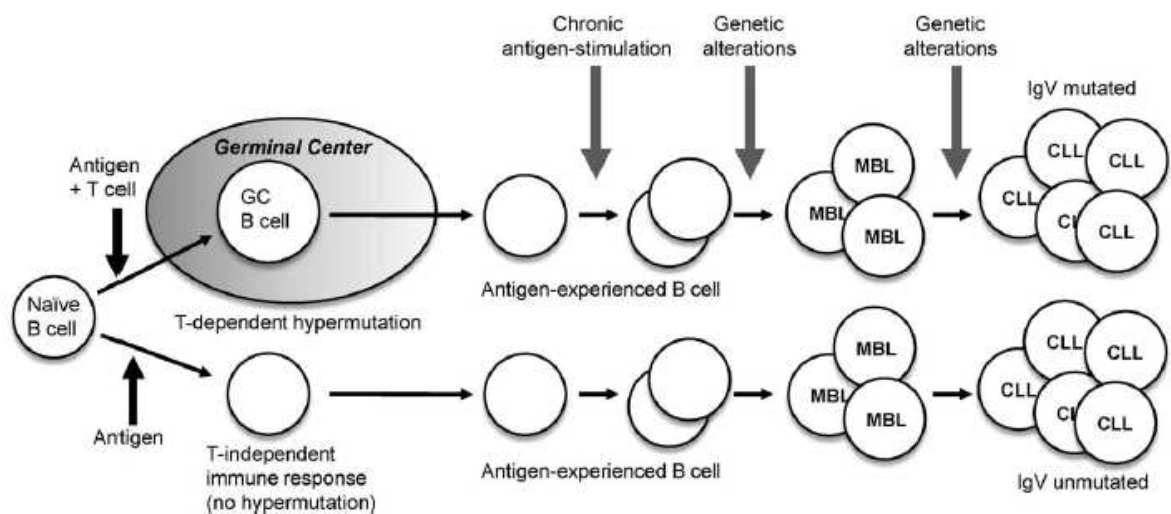 Chronic
antigen-stimulation
Genetic
alterations
Genetic
alterations
IgV mutated
Germinal Center
Antigen
+ T cell
GC
B cell
MBL
MBL
MBL
CLL
CLL
CLL
CLL
Naïve
B cell
T-dependent hypermutation
Antigen-experienced B cell
Antigen
T-independent
immune response
(no hypermutation)
Antigen-experienced B cell
MBL
MBL
MBL
CLL
CLL
CLL
CLL
IgV unmutated